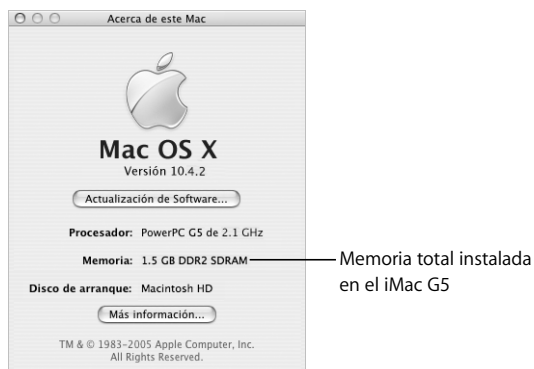 Acerca de este Mac
Mac OS X
Versión 10.4.2
Actualización de Software...
Procesador: PowerPC G5 de 2.1 GHz
Memoria: 1.5 GB DDR2 SDRAM
Memoria total instalada
en el iMac G5
Disco de arranque: Macintosh HD
Más información...
TM & © 1983–2005 Apple Computer, Inc.
All Rights Reserved.